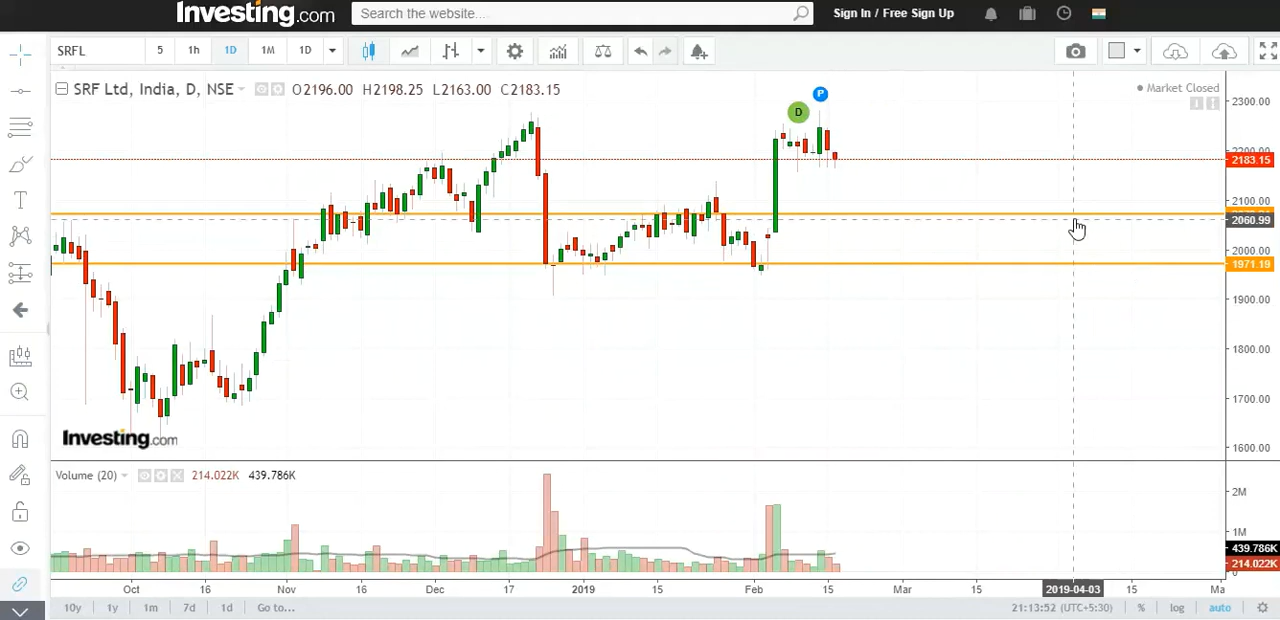 Investing.com Search the website... Sign In / Free Sign Up
SRFL 5 1h 1D 1M 1D
SRF Ltd, India, D, NSE O2196.00 H2198.25 L2163.00 C2183.15
Market Closed
D P
2300.00
2200.00
2183.15
2100.00
2060.99
2000.00
1971.19
1900.00
1800.00
1700.00
1600.00
Investing.com
Volume (20) 214.022K 439.786K
2M
1M
439.786K
214.022K
0
Oct 16 Nov 16 Dec 17 2019 15 Feb 15 Mar 15 2019-04-03 15 Ma
10y 1y 1m 7d 1d Go to... 21:13:52 (UTC+5:30) % log auto